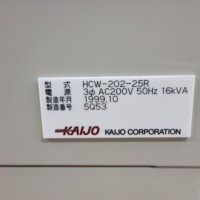 型式 HCW-202-25R
電源 3φ AC200V 50Hz 16kVA
製造年月 1999.10
製造番号 5Q53
KAIJO KAIJO CORPORATION